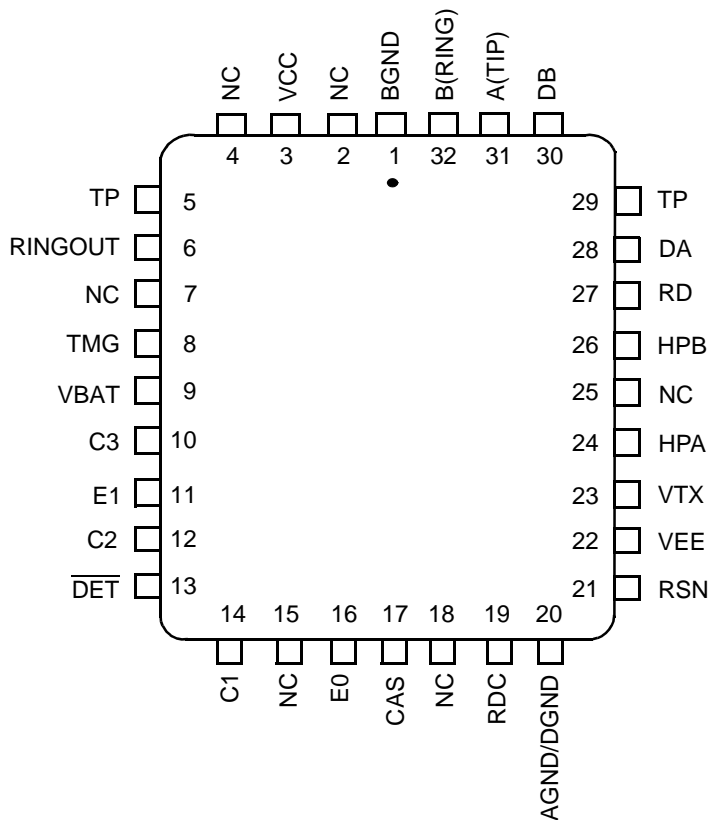 NC VCC NC BGND B(RING) A(TIP) DB
4 3 2 1 32 31 30
TP 5 29 TP
RINGOUT 6 28 DA
NC 7 27 RD
TMG 8 26 HPB
VBAT 9 25 NC
C3 10 24 HPA
E1 11 23 VTX
C2 12 22 VEE
D̅E̅T̅ 13 21 RSN
14 15 16 17 18 19 20
C1 NC E0 CAS NC RDC AGND/DGND